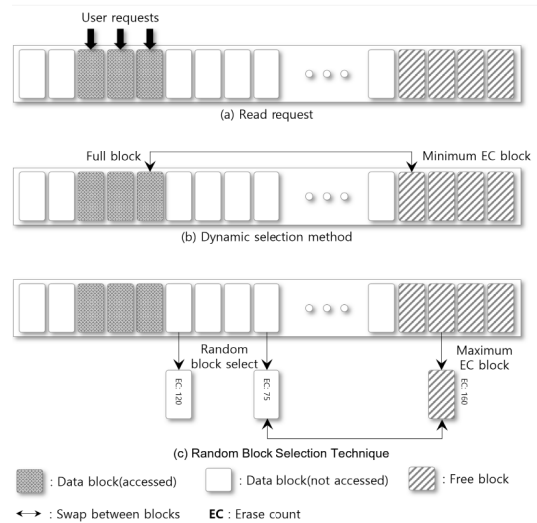 User requests
(a) Read request
Full block
Minimum EC block
(b) Dynamic selection method
Random
block select
Maximum
EC block
EC: 120
EC: 75
EC: 160
(c) Random Block Selection Technique
: Data block(accessed)
: Data block(not accessed)
: Free block
: Swap between blocks
EC : Erase count